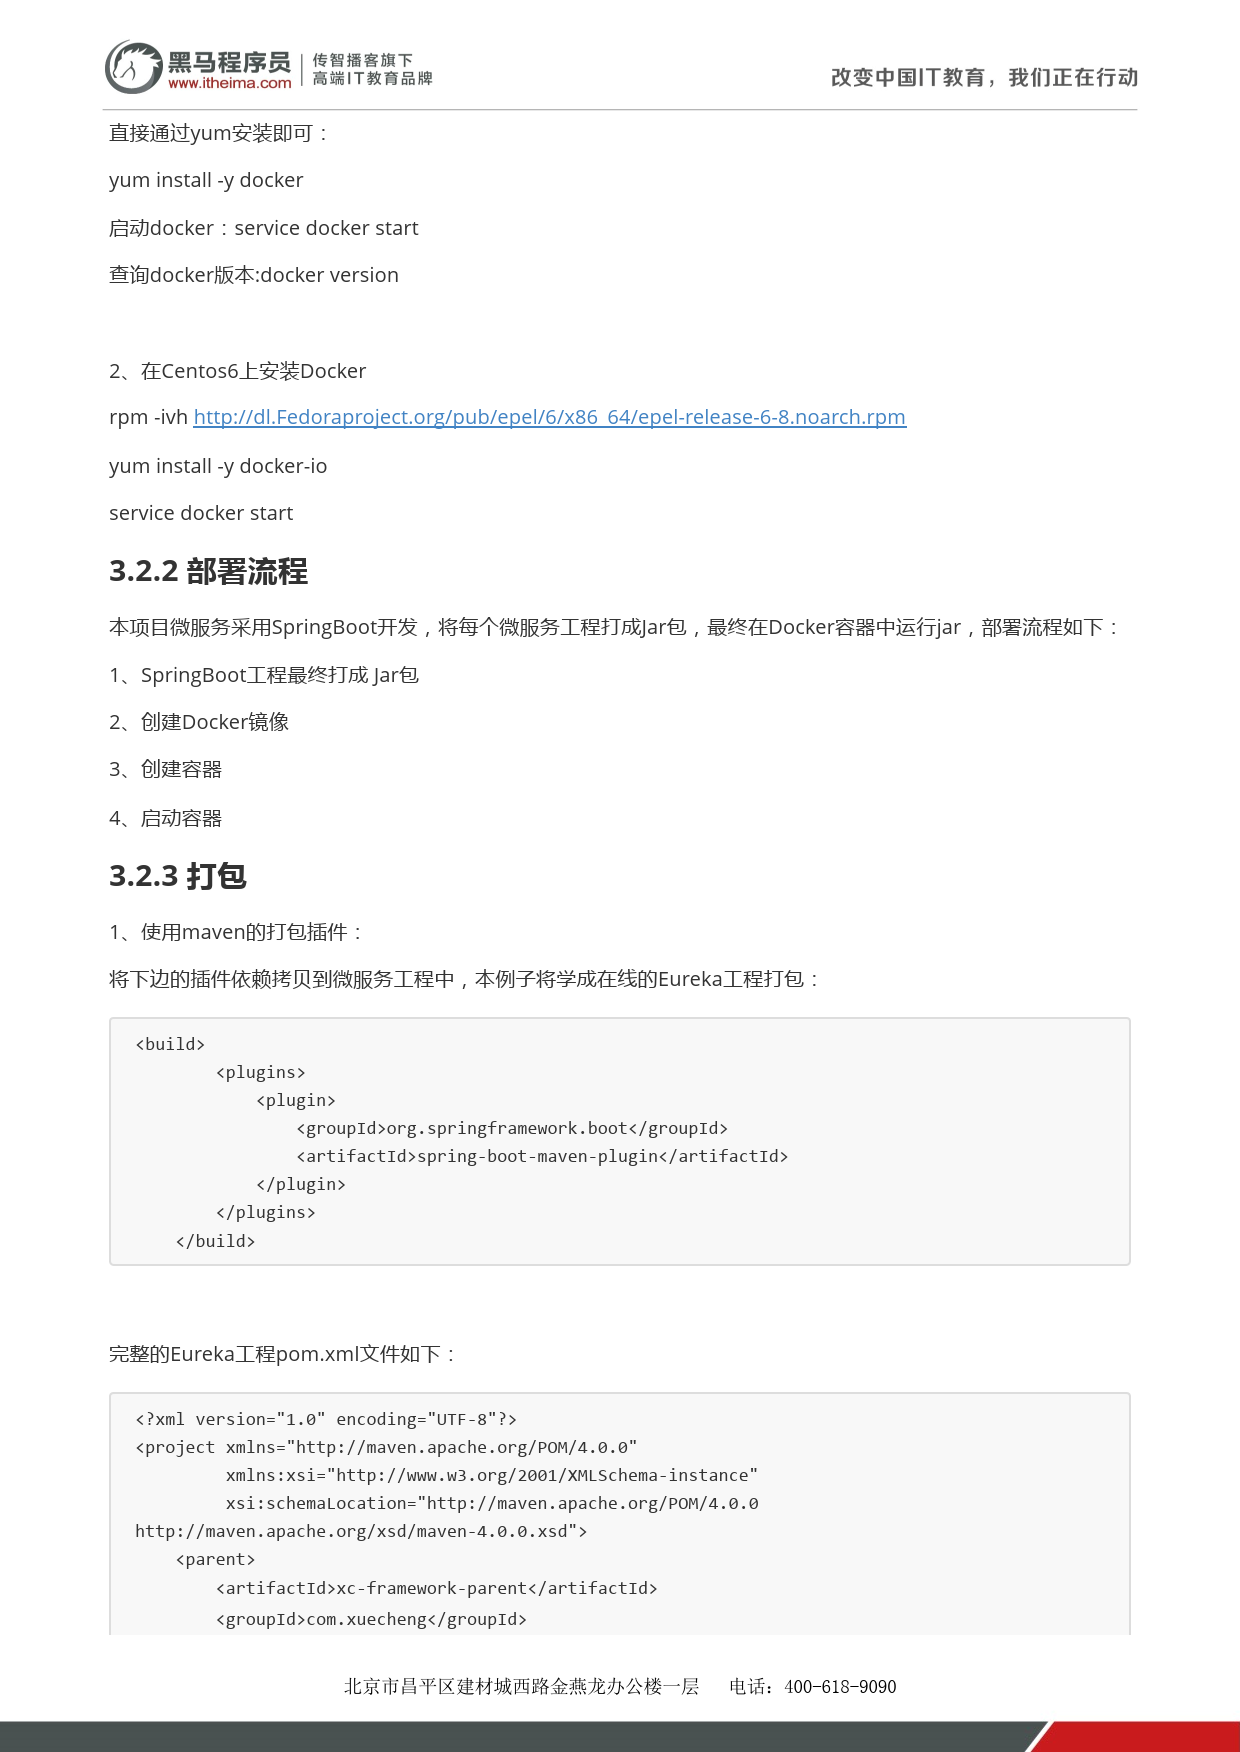 黑马程序员
www.itheima.com
传智播客旗下
高端IT教育品牌
改变中国IT教育，我们正在行动
直接通过yum安装即可：
yum install -y docker
启动docker：service docker start
查询docker版本:docker version
2、在Centos6上安装Docker
rpm -ivh http://dl.Fedoraproject.org/pub/epel/6/x86_64/epel-release-6-8.noarch.rpm
yum install -y docker-io
service docker start
3.2.2 部署流程
本项目微服务采用SpringBoot开发，将每个微服务工程打成Jar包，最终在Docker容器中运行jar，部署流程如下：
1、SpringBoot工程最终打成 Jar包
2、创建Docker镜像
3、创建容器
4、启动容器
3.2.3 打包
1、使用maven的打包插件：
将下边的插件依赖拷贝到微服务工程中，本例子将学成在线的Eureka工程打包：
<build>
        <plugins>
            <plugin>
                <groupId>org.springframework.boot</groupId>
                <artifactId>spring-boot-maven-plugin</artifactId>
            </plugin>
        </plugins>
    </build>
完整的Eureka工程pom.xml文件如下：
<?xml version="1.0" encoding="UTF-8"?>
<project xmlns="http://maven.apache.org/POM/4.0.0"
         xmlns:xsi="http://www.w3.org/2001/XMLSchema-instance"
         xsi:schemaLocation="http://maven.apache.org/POM/4.0.0
http://maven.apache.org/xsd/maven-4.0.0.xsd">
    <parent>
        <artifactId>xc-framework-parent</artifactId>
        <groupId>com.xuecheng</groupId>
北京市昌平区建材城西路金燕龙办公楼一层 电话：400-618-9090